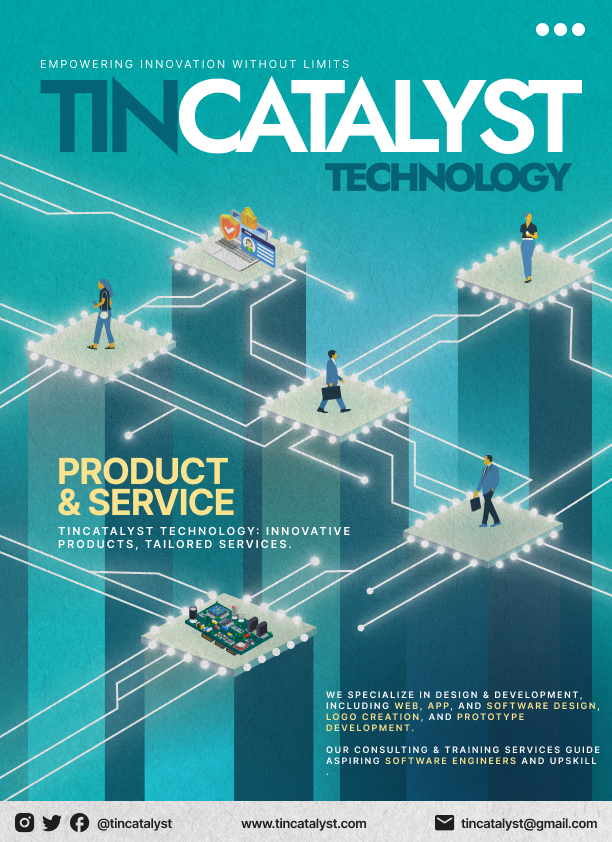 EMPOWERING INNOVATION WITHOUT LIMITS
TINCATALYST
TECHNOLOGY
PRODUCT
& SERVICE
TINCATALYST TECHNOLOGY: INNOVATIVE
PRODUCTS, TAILORED SERVICES.
WE SPECIALIZE IN DESIGN & DEVELOPMENT,
INCLUDING WEB, APP, AND SOFTWARE DESIGN,
LOGO CREATION, AND PROTOTYPE
DEVELOPMENT.
OUR CONSULTING & TRAINING SERVICES GUIDE
ASPIRING SOFTWARE ENGINEERS AND UPSKILL
.
@tincatalyst www.tincatalyst.com tincatalyst@gmail.com